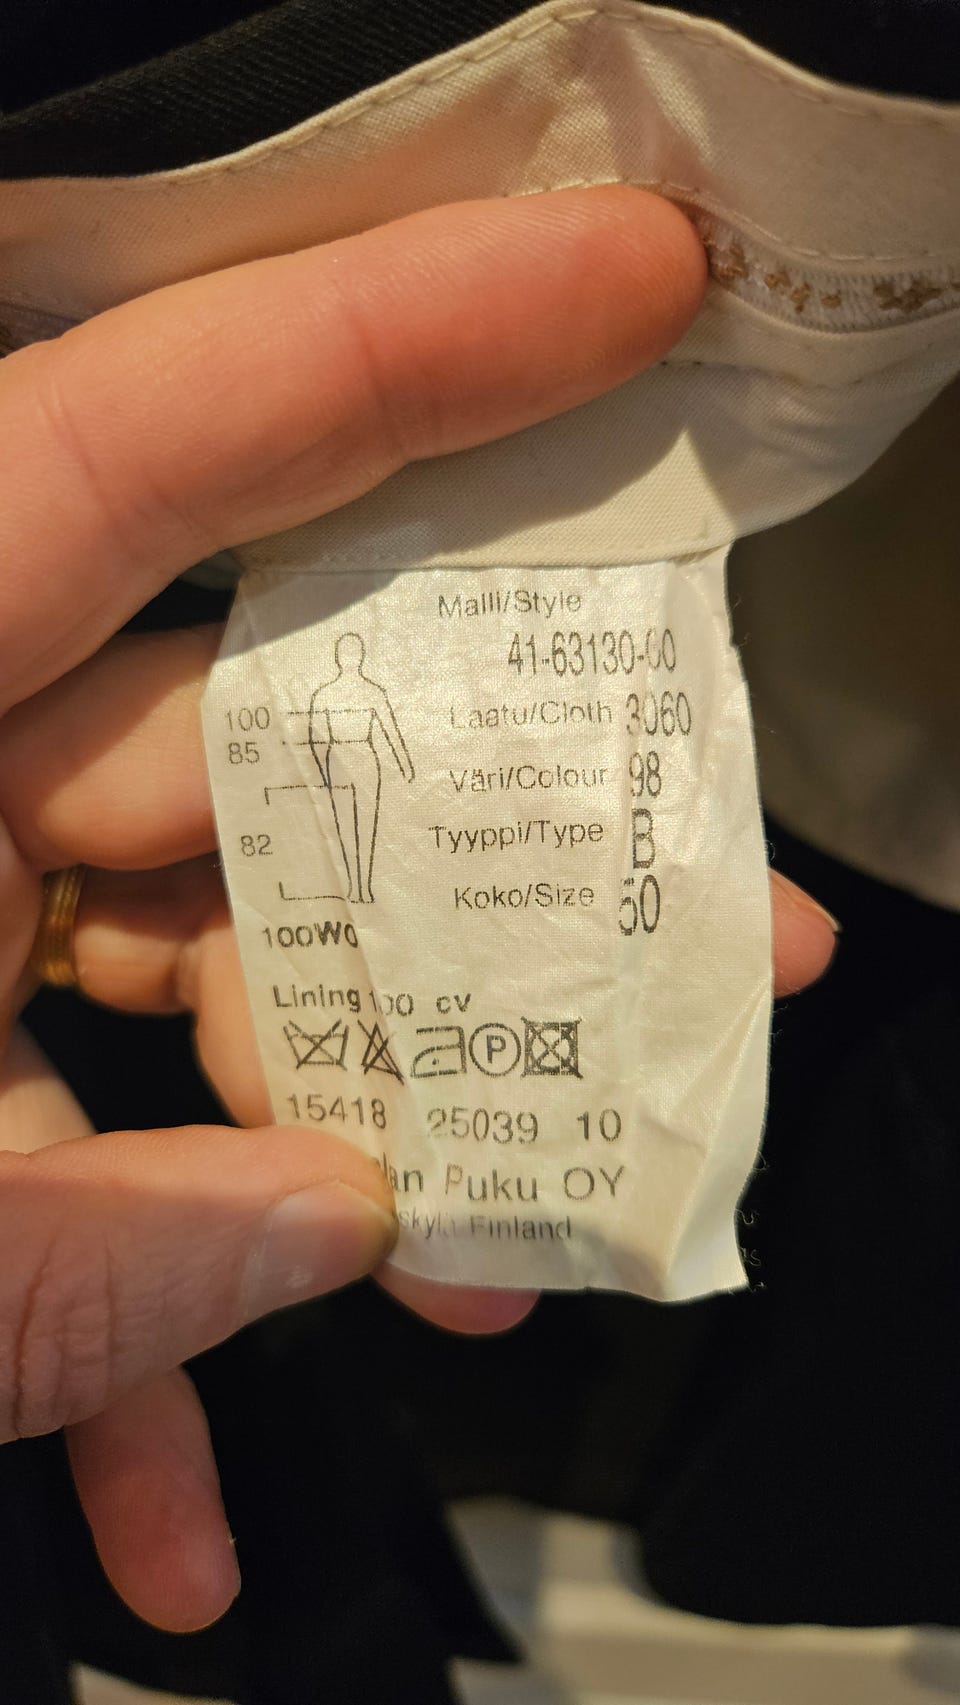 Malli/Style
41-63130-00
100
Laatu/Cloth 3060
85
Väri/Colour 98
Tyyppi/Type B
82
Koko/Size 50
100WO
Lining 100 cv
P
15418 25039 10
Puku OY
Finland